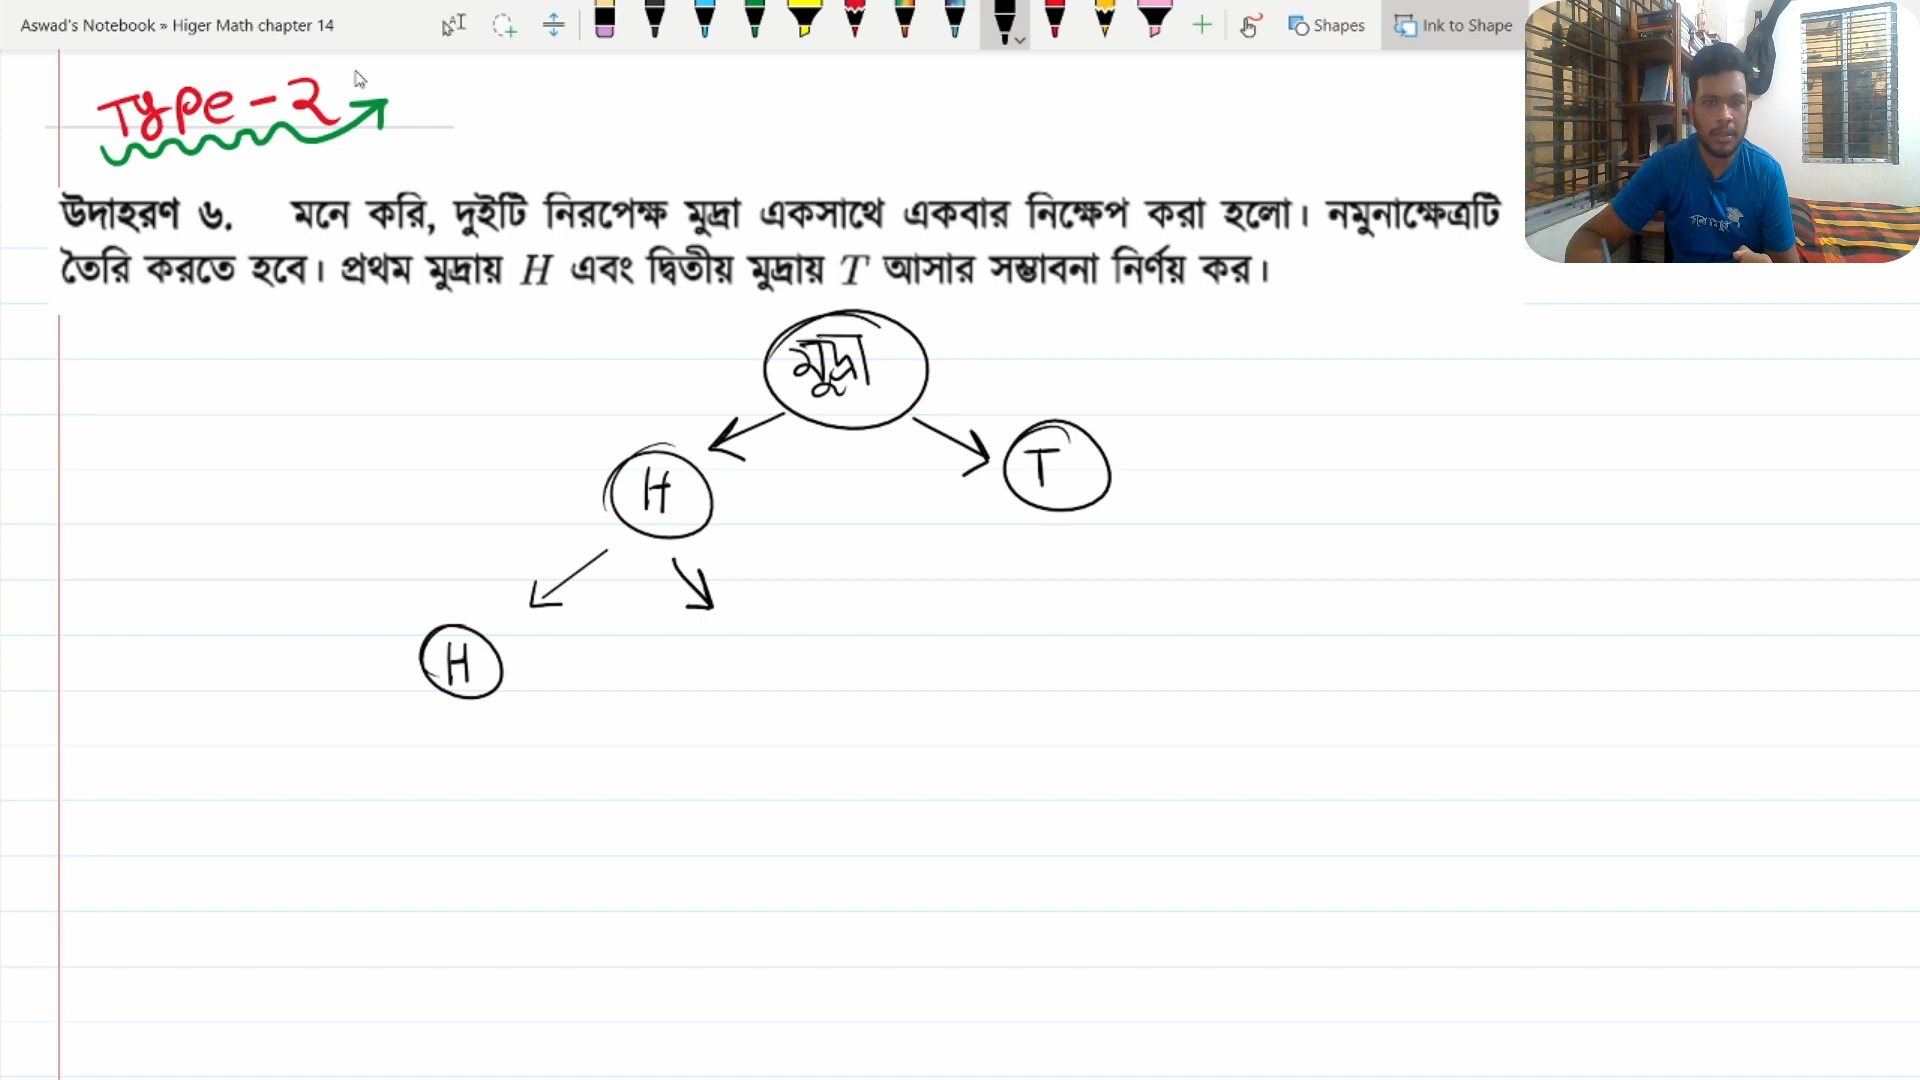 Aswad's Notebook » Higer Math chapter 14
Shapes
Ink to Shape
Type-2
উদাহরণ ৬. মনে করি, দুইটি নিরপেক্ষ মুদ্রা একসাথে একবার নিক্ষেপ করা হলো। নমুনাক্ষেত্রটি
তৈরি করতে হবে। প্রথম মুদ্রায় H এবং দ্বিতীয় মুদ্রায় T আসার সম্ভাবনা নির্ণয় কর।
মুদ্রা
H T
H